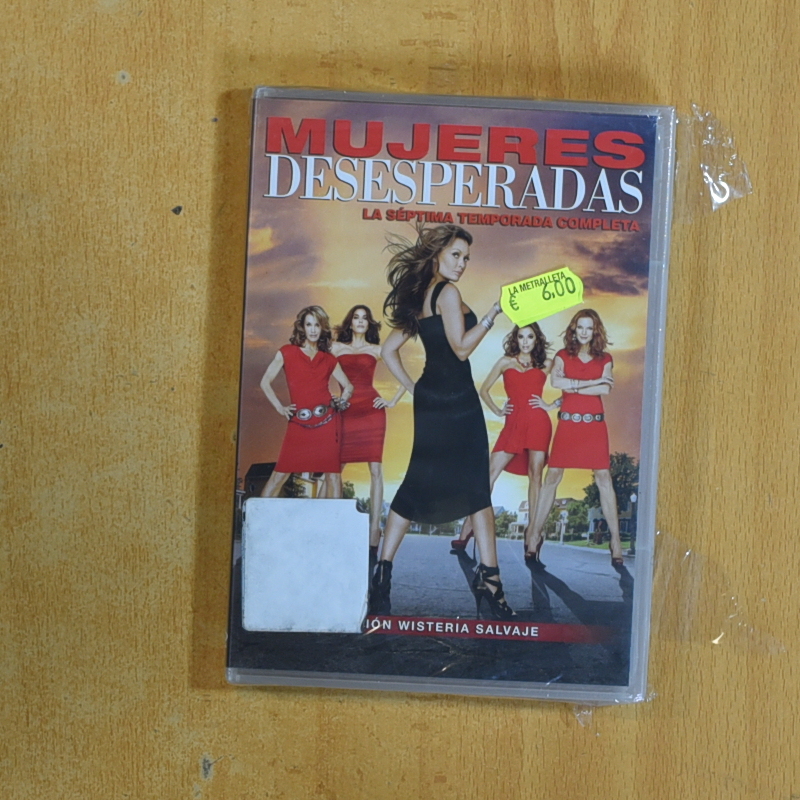 MUJERES
DESESPERADAS
LA SÉPTIMA TEMPORADA COMPLETA
LA METRALLETA
€ 6,00
IÓN WISTERIA SALVAJE